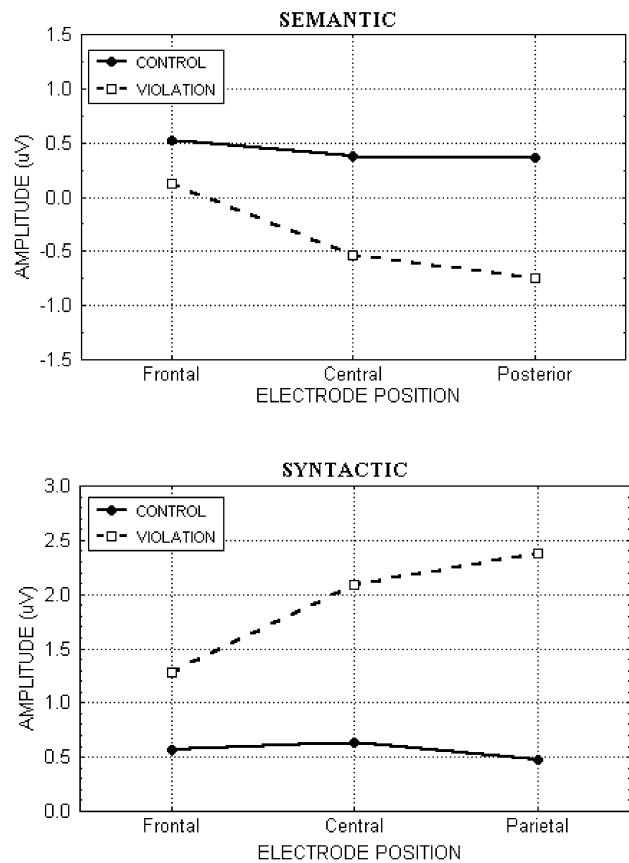 SEMANTIC
1.5
CONTROL
VIOLATION
1.0
0.5
0.0
-0.5
-1.0
-1.5
AMPLITUDE (uV)
Frontal Central Posterior
ELECTRODE POSITION
SYNTACTIC
3.0
CONTROL
VIOLATION
2.5
2.0
1.5
1.0
0.5
0.0
AMPLITUDE (uV)
Frontal Central Parietal
ELECTRODE POSITION